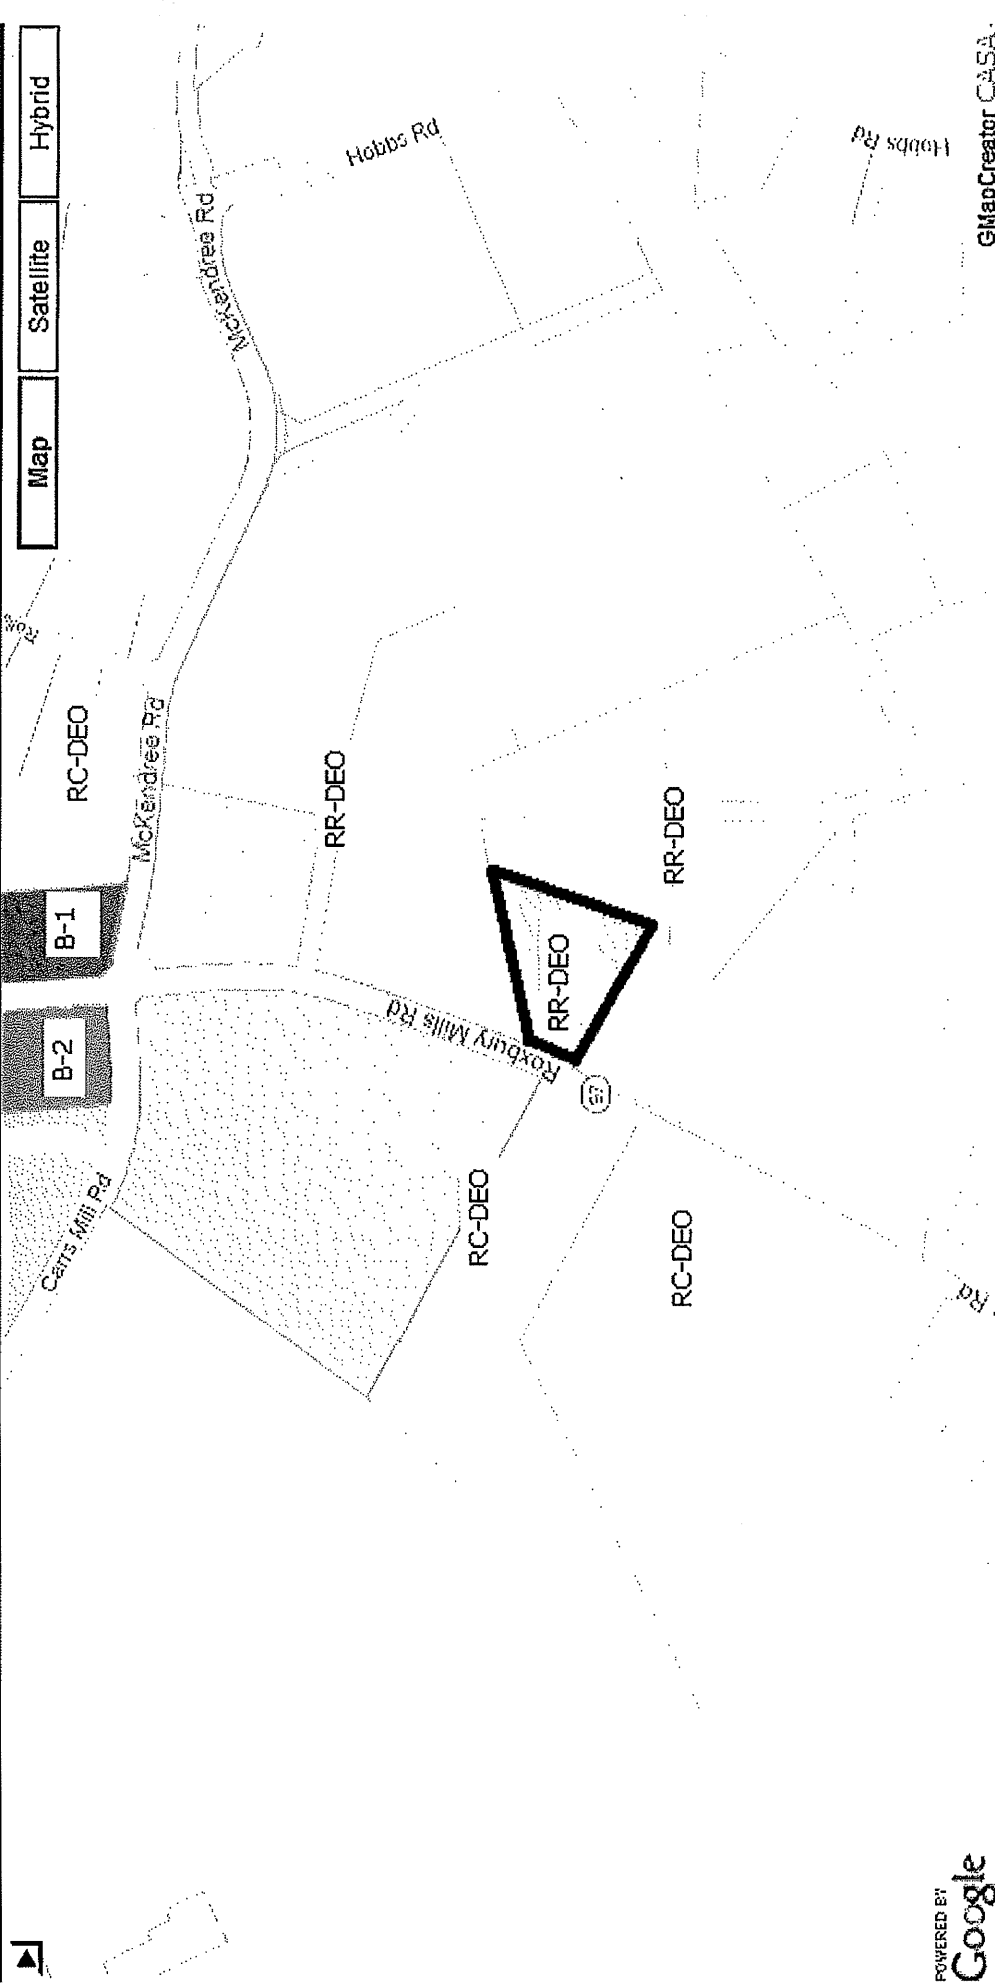 Map
Satellite
Hybrid
B-2
B-1
RC-DEO
McKendree Rd
McKendree Rd
Hobbs Rd
Hobbs Rd
Carrs Mill Rd
RR-DEO
Roxbury Mills Rd
RR-DEO
RR-DEO
97
RC-DEO
RC-DEO
Rd
POWERED BY
Google
GMapCreator CASA